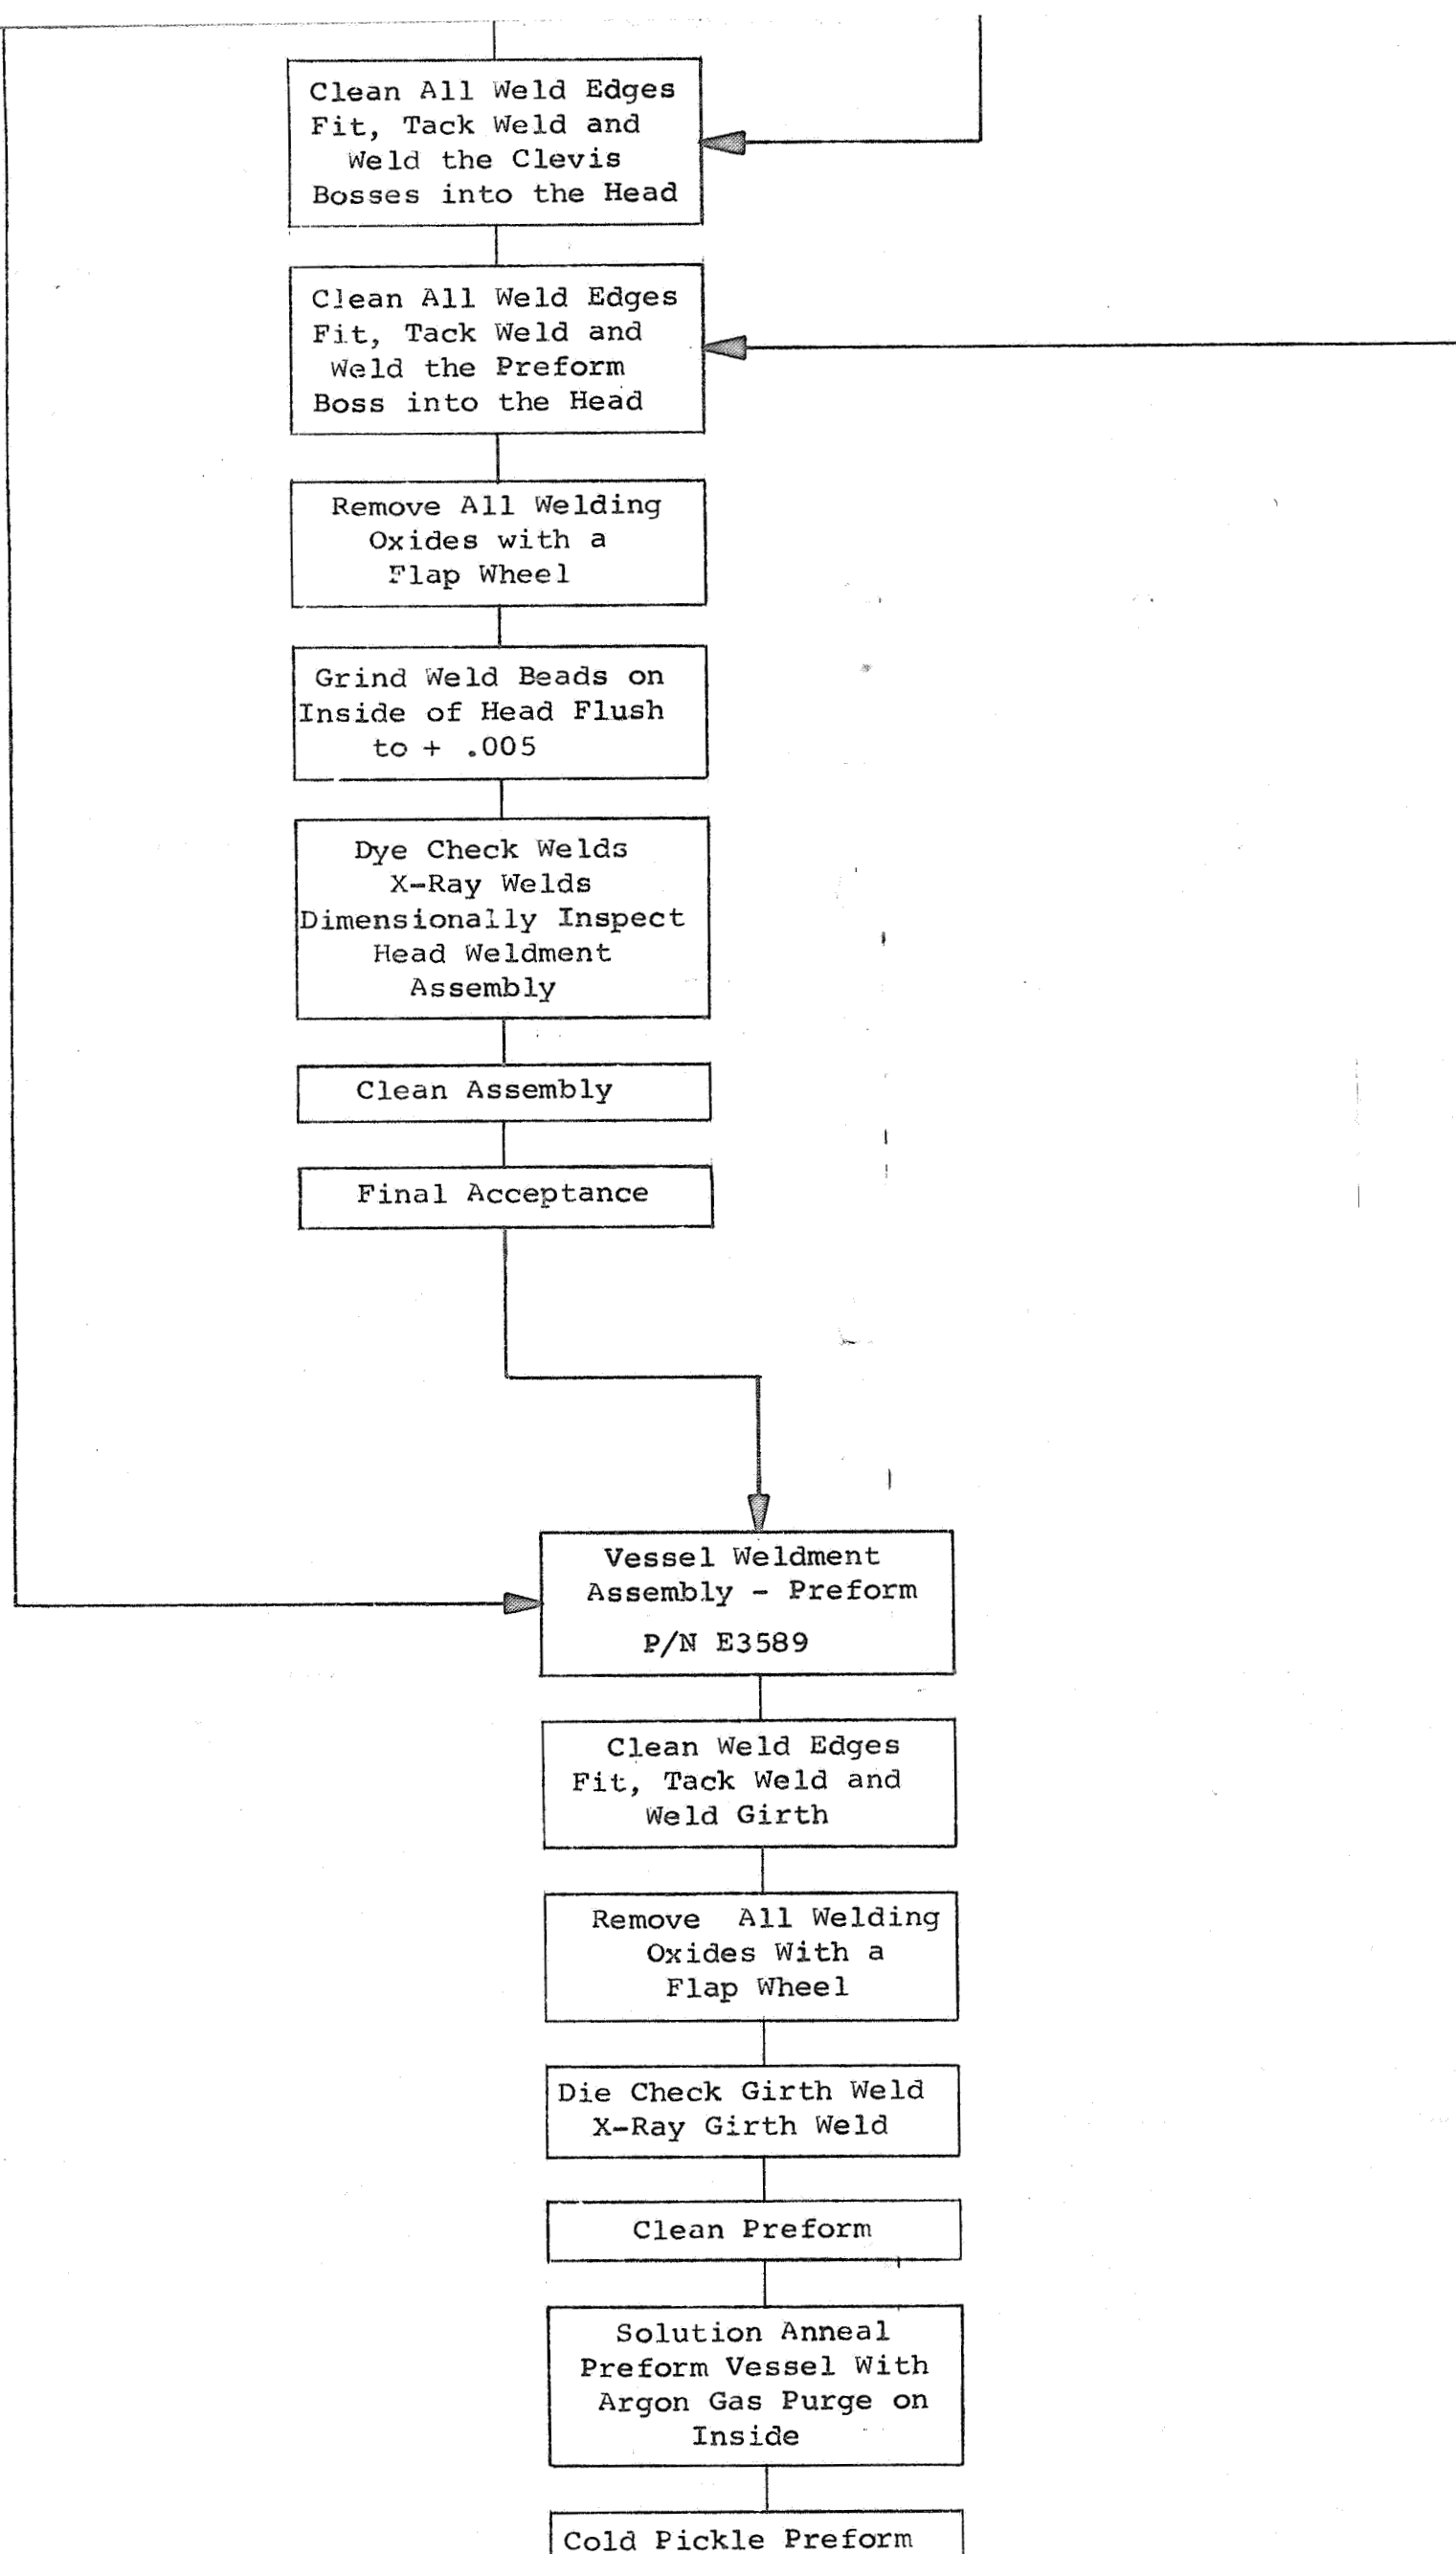 Clean All Weld Edges
Fit, Tack Weld and
Weld the Clevis
Bosses into the Head
Clean All Weld Edges
Fit, Tack Weld and
Weld the Preform
Boss into the Head
Remove All Welding
Oxides with a
Flap Wheel
Grind Weld Beads on
Inside of Head Flush
to + .005
Dye Check Welds
X-Ray Welds
Dimensionally Inspect
Head Weldment
Assembly
Clean Assembly
Final Acceptance
Vessel Weldment
Assembly - Preform
P/N E3589
Clean Weld Edges
Fit, Tack Weld and
Weld Girth
Remove All Welding
Oxides With a
Flap Wheel
Die Check Girth Weld
X-Ray Girth Weld
Clean Preform
Solution Anneal
Preform Vessel With
Argon Gas Purge on
Inside
Cold Pickle Preform